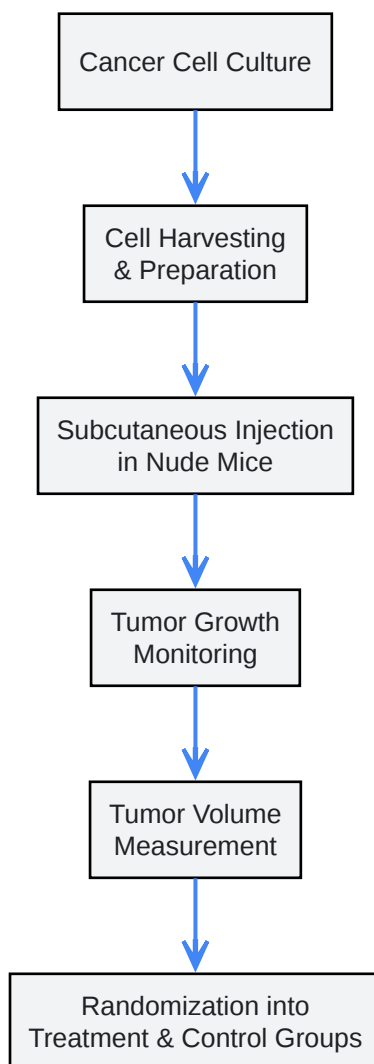 Cancer Cell Culture
Cell Harvesting
& Preparation
Subcutaneous Injection
in Nude Mice
Tumor Growth
Monitoring
Tumor Volume
Measurement
Randomization into
Treatment & Control Groups